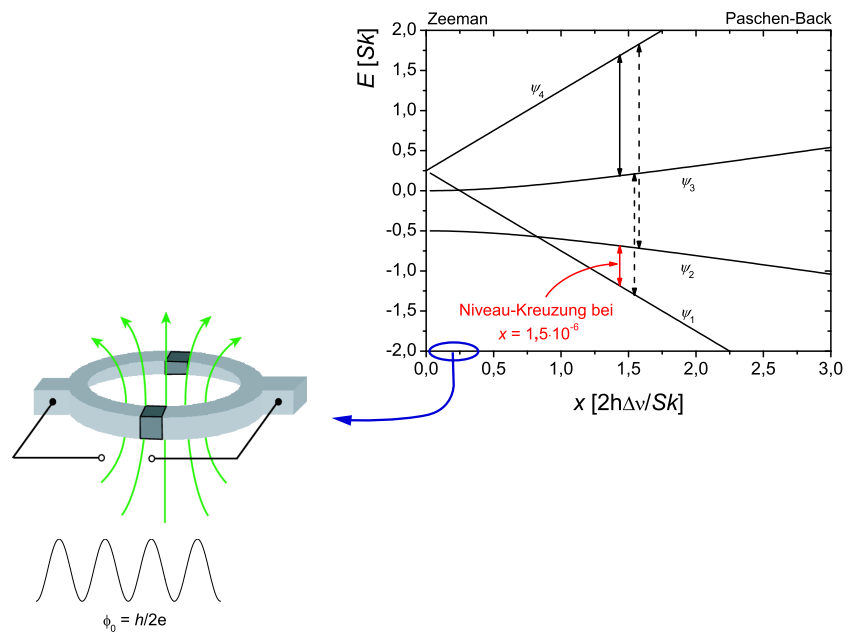 Zeeman Paschen-Back
E [Sk]
2,0
1,5
1,0
0,5
0,0
-0,5
-1,0
-1,5
-2,0
ψ4
ψ3
ψ2
ψ1
Niveau-Kreuzung bei
x = 1,5·10⁻⁶
0,0 0,5 1,0 1,5 2,0 2,5 3,0
x [2hΔν/Sk]
ϕ₀ = h/2e